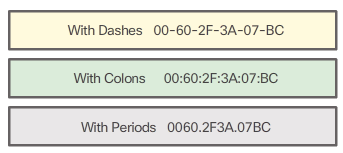 With Dashes 00-60-2F-3A-07-BC
With Colons 00:60:2F:3A:07:BC
With Periods 0060.2F3A.07BC